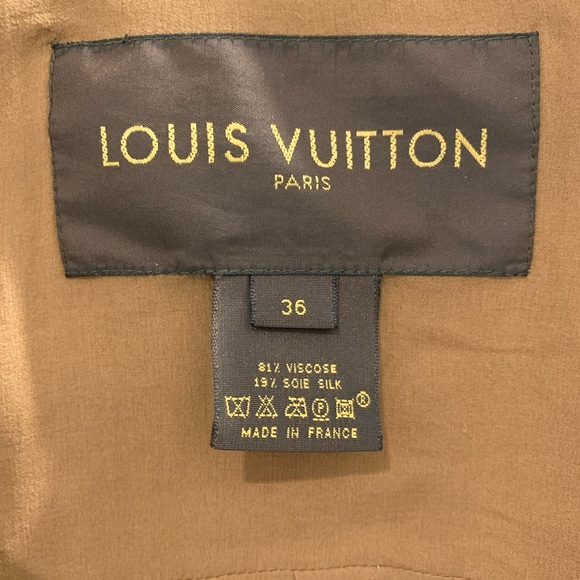 LOUIS VUITTON
PARIS
36
81% VISCOSE
19% SOIE SILK
P ®
MADE IN FRANCE